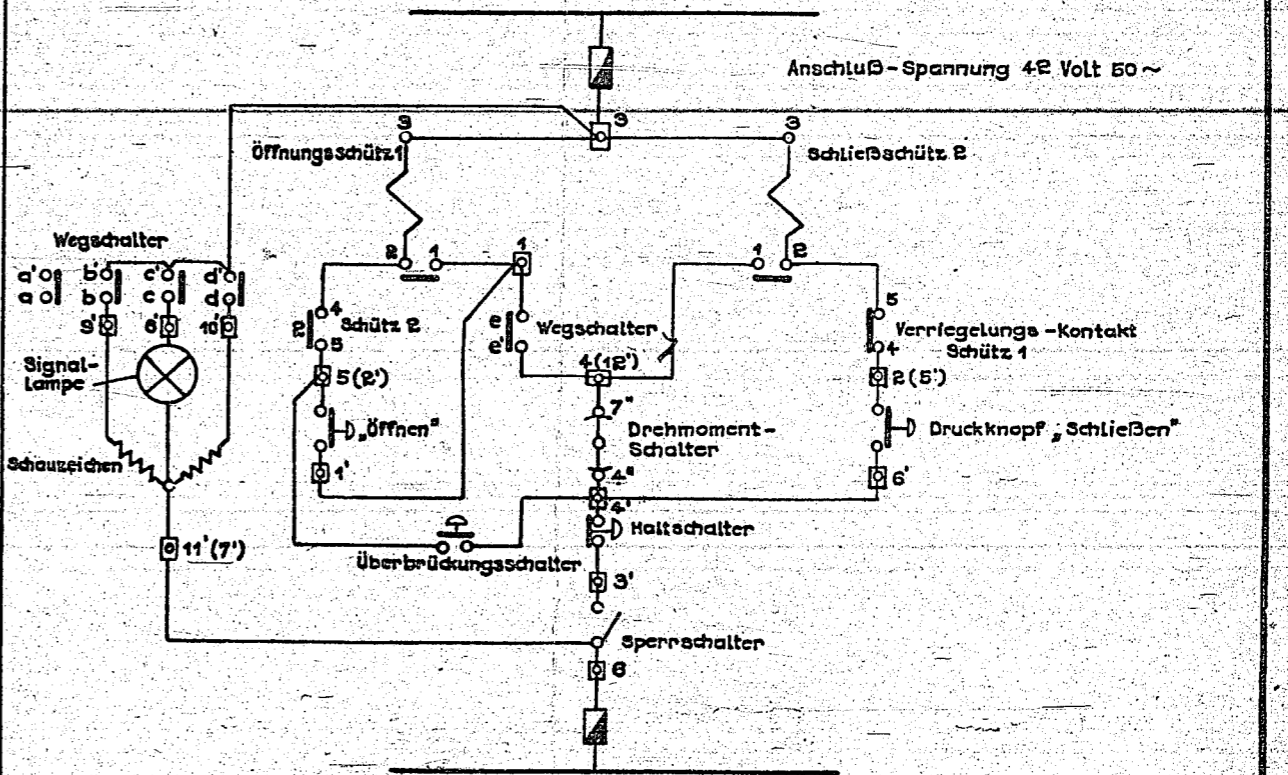 Anschluß-Spannung 42 Volt 50~
3
3
3
Öffnungsschütz 1
Schließschütz 2
Wegschalter
2
1
1
1
2
a'
b'
c'
d'
a
b
c
d
9'
6'
10'
4
2
Schütz 2
5
e
Wegschalter
e'
5
Verriegelungs-Kontakt
4
Schütz 1
4(12')
Signal-
Lampe
5(2')
2(5')
„Öffnen"
7"
Drehmoment-
Schalter
Druckknopf „Schließen"
Schauzeichen
1'
4"
6'
4'
Haltschalter
11'(7')
Überbrückungsschalter
3'
Sperrschalter
6